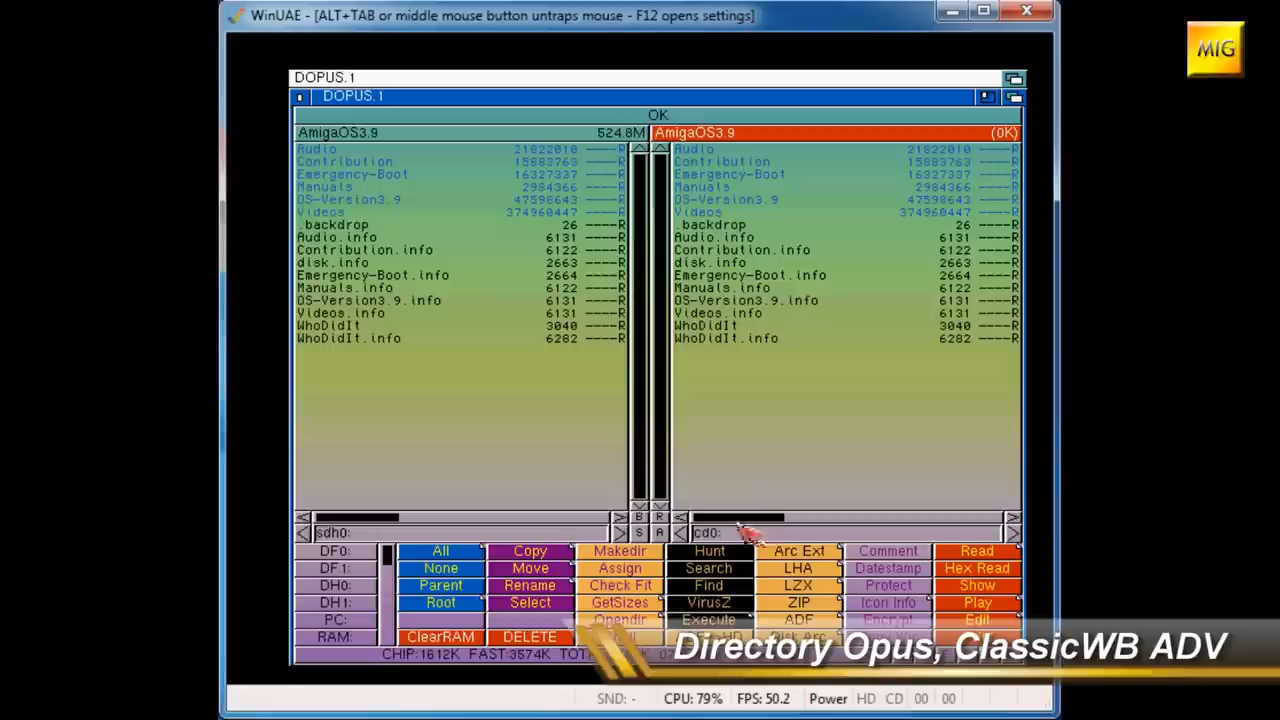 WinUAE - [ALT+TAB or middle mouse button untraps mouse - F12 opens settings]
MIG
DOPUS.1
DOPUS.1
OK
AmigaOS3.9 524.8M AmigaOS3.9 (0K)
Audio 21822010 ----R Audio 21822010 ----R
Contribution 15883763 ----R Contribution 15883763 ----R
Emergency-Boot 16327337 ----R Emergency-Boot 16327337 ----R
Manuals 2984366 ----R Manuals 2984366 ----R
OS-Version3.9 47598643 ----R OS-Version3.9 47598643 ----R
Videos 374960447 ----R Videos 374960447 ----R
.backdrop 26 ----R .backdrop 26 ----R
Audio.info 6131 ----R Audio.info 6131 ----R
Contribution.info 6122 ----R Contribution.info 6122 ----R
disk.info 2663 ----R disk.info 2663 ----R
Emergency-Boot.info 2664 ----R Emergency-Boot.info 2664 ----R
Manuals.info 6122 ----R Manuals.info 6122 ----R
OS-Version3.9.info 6131 ----R OS-Version3.9.info 6131 ----R
Videos.info 6131 ----R Videos.info 6131 ----R
WhoDidIt 3040 ----R WhoDidIt 3040 ----R
WhoDidIt.info 6282 ----R WhoDidIt.info 6282 ----R
B R
sdh0: S A cd0:
DF0: All Copy Makedir Hunt Arc Ext Comment Read
DF1: None Move Assign Search LHA Datestamp Hex Read
DH0: Parent Rename Check Fit Find LZX Protect Show
DH1: Root Select GetSizes VirusZ ZIP Icon Info Play
PC: Opendir Execute ADF Encrypt Edit
RAM: ClearRAM DELETE Disk Arc
CHIP:1612K FAST:3574K
Directory Opus, ClassicWB ADV
SND: - CPU: 79% FPS: 50.2 Power HD CD 00 00